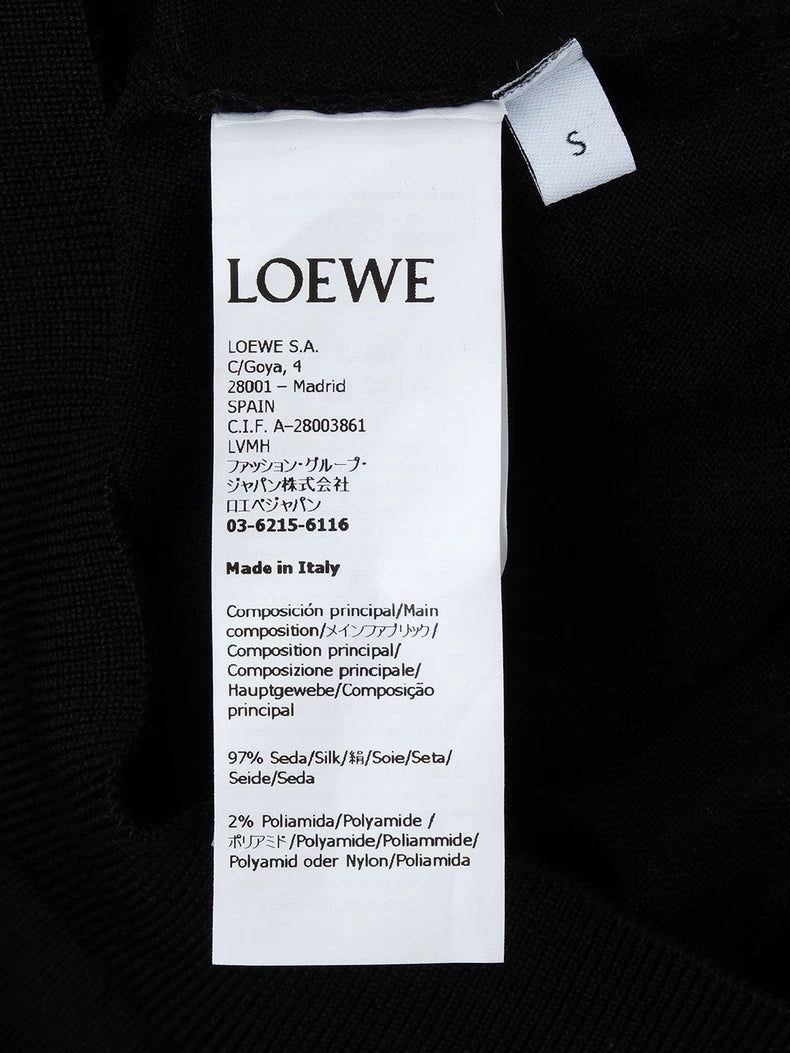 S
LOEWE
LOEWE S.A.
C/Goya, 4
28001 – Madrid
SPAIN
C.I.F. A–28003861
LVMH
ファッション・グループ・
ジャパン株式会社
ロエベジャパン
03-6215-6116
Made in Italy
Composición principal/Main
composition/メインファブリック/
Composition principal/
Composizione principale/
Hauptgewebe/Composição
principal
97% Seda/Silk/絹/Soie/Seta/
Seide/Seda
2% Poliamida/Polyamide /
ポリアミド/Polyamide/Poliammide/
Polyamid oder Nylon/Poliamida